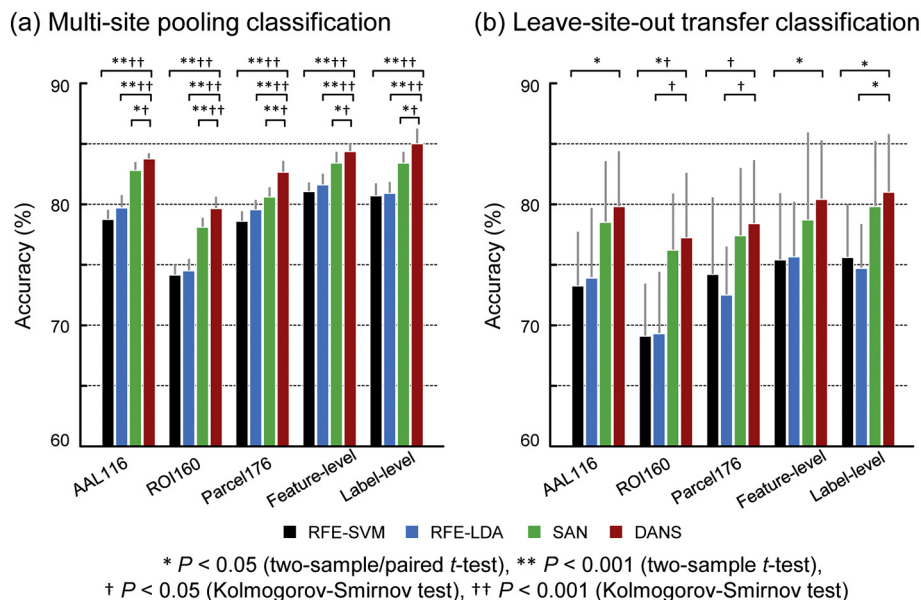 (a) Multi-site pooling classification
(b) Leave-site-out transfer classification
**†† **†† **†† **†† **††
**†† **†† **†† **†† **††
*† **†† **† *† *†
* *† † * *
† † *
Accuracy (%)
90
80
70
60
AAL116 ROI160 Parcel176 Feature-level Label-level
Accuracy (%)
90
80
70
60
AAL116 ROI160 Parcel176 Feature-level Label-level
RFE-SVM RFE-LDA SAN DANS
* P < 0.05 (two-sample/paired t-test), ** P < 0.001 (two-sample t-test),
† P < 0.05 (Kolmogorov-Smirnov test), †† P < 0.001 (Kolmogorov-Smirnov test)